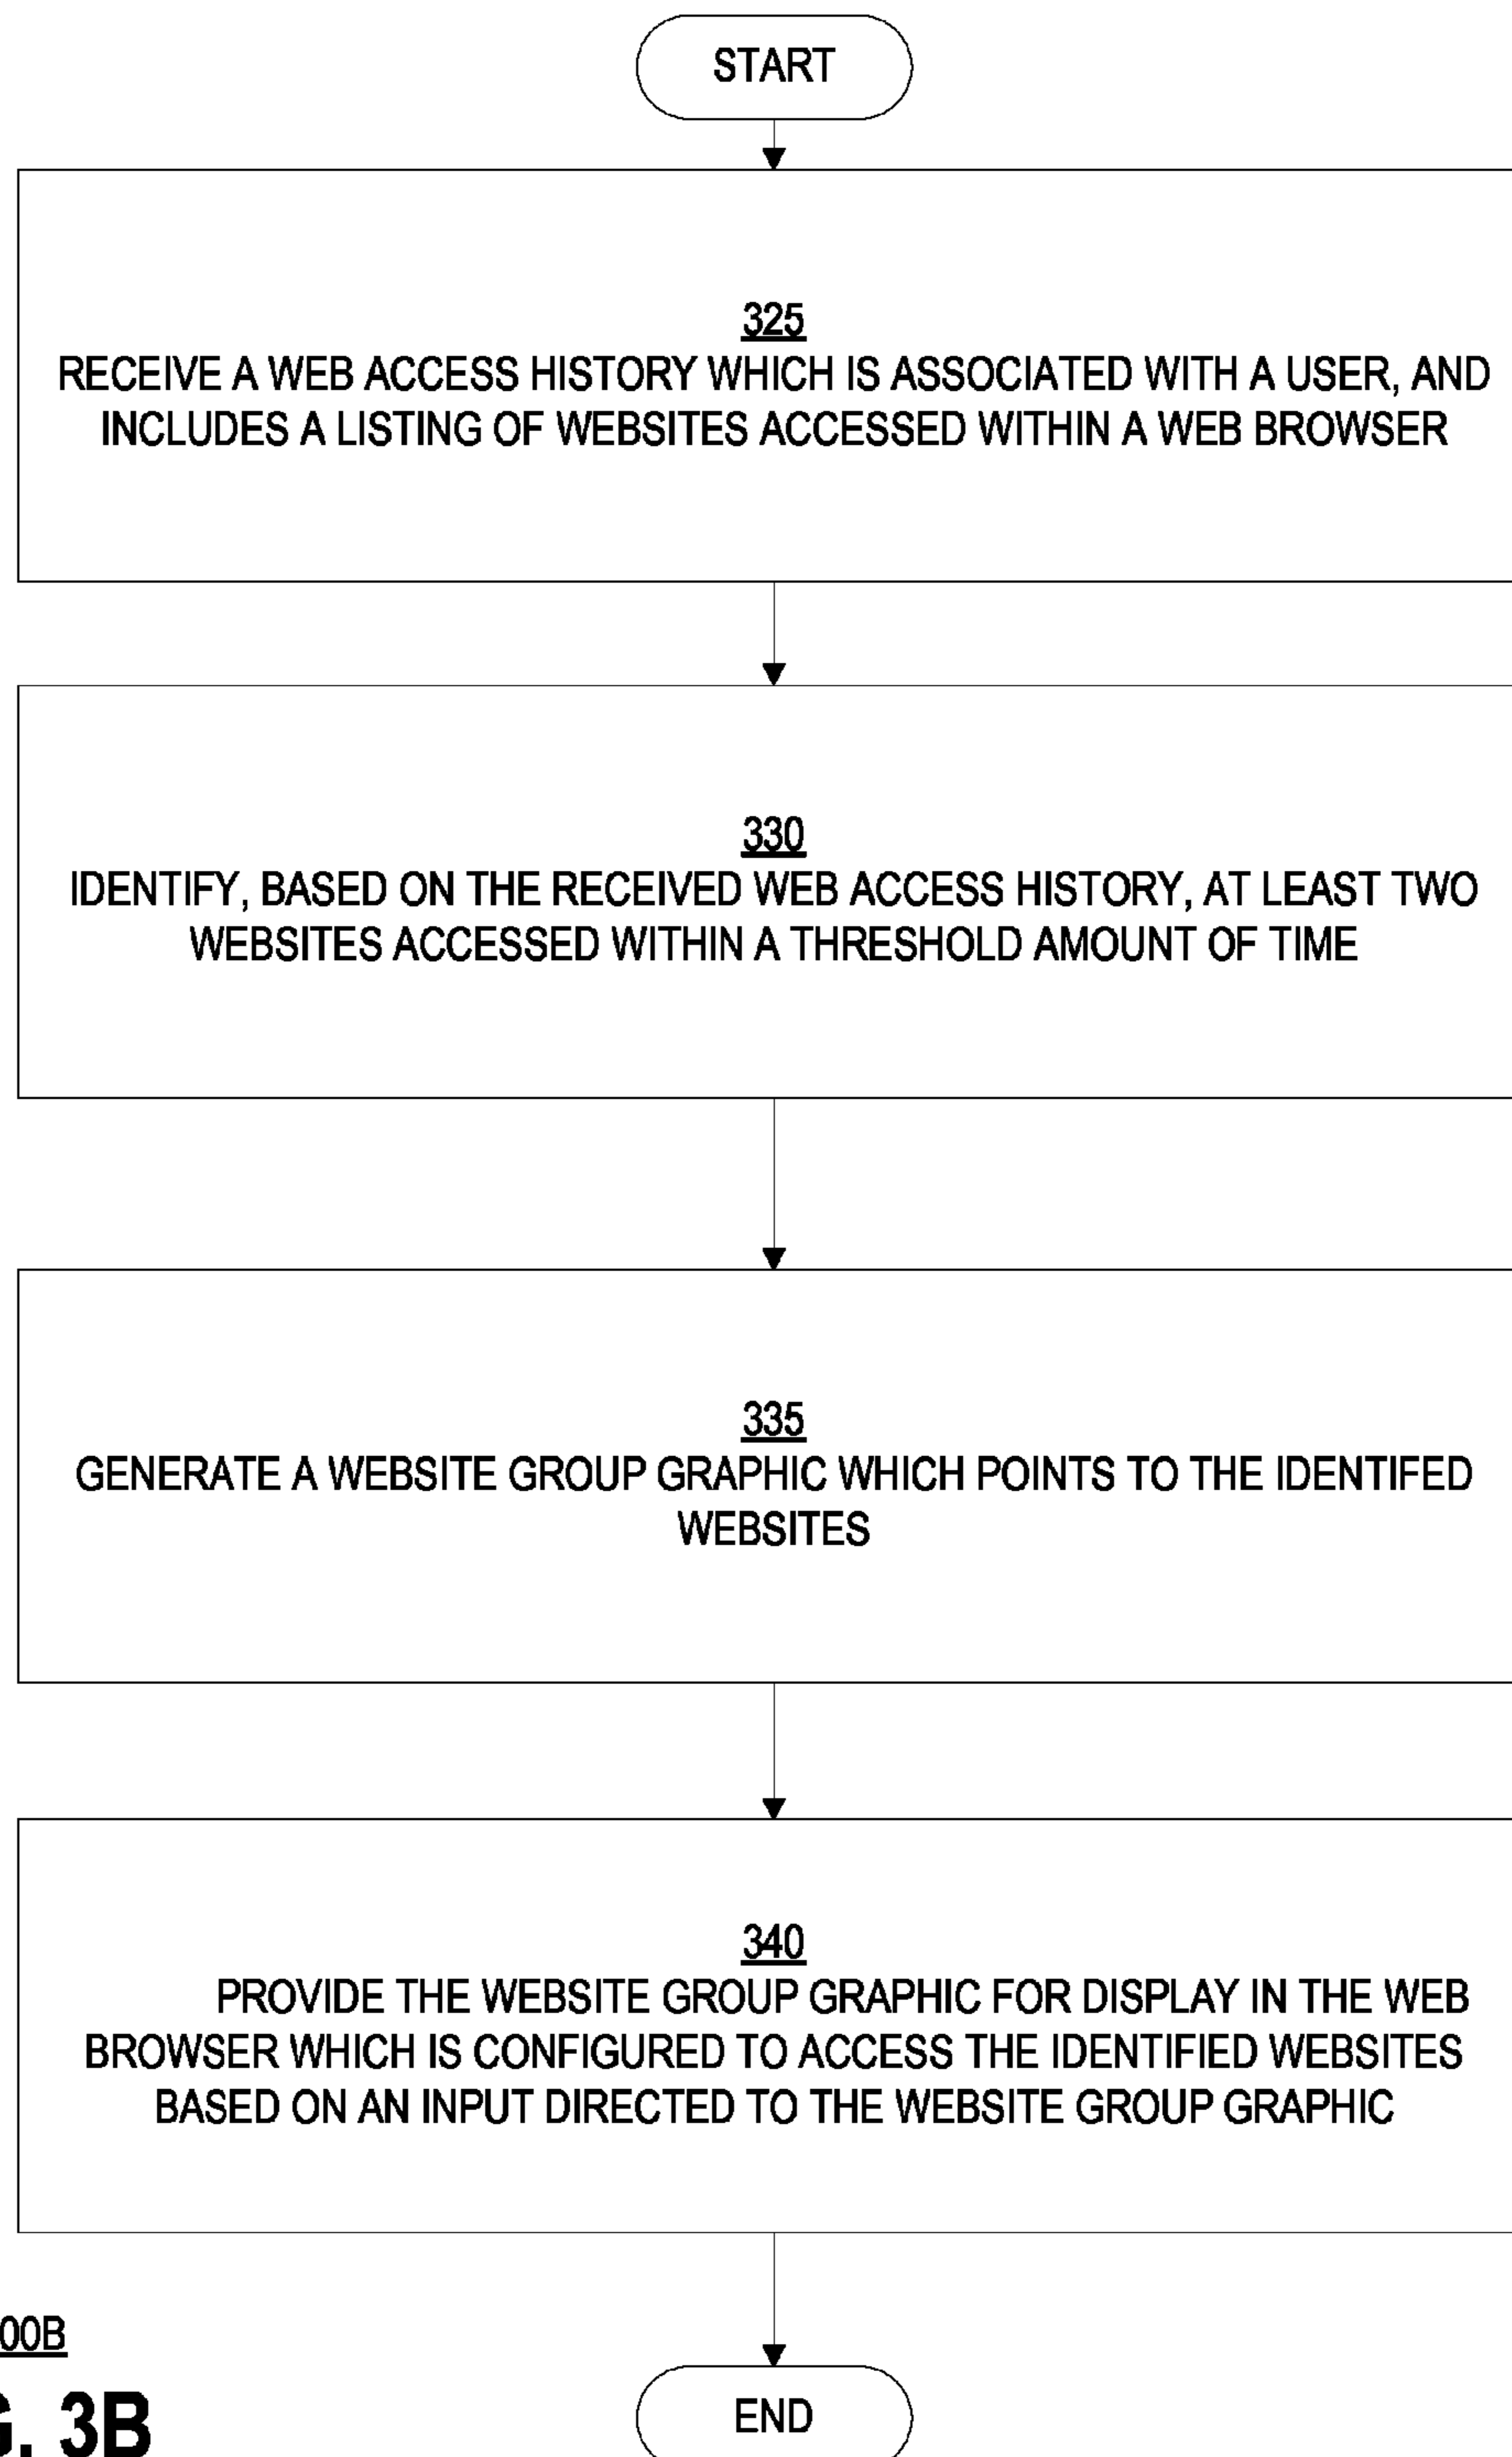 START
325
RECEIVE A WEB ACCESS HISTORY WHICH IS ASSOCIATED WITH A USER, AND
INCLUDES A LISTING OF WEBSITES ACCESSED WITHIN A WEB BROWSER
330
IDENTIFY, BASED ON THE RECEIVED WEB ACCESS HISTORY, AT LEAST TWO
WEBSITES ACCESSED WITHIN A THRESHOLD AMOUNT OF TIME
335
GENERATE A WEBSITE GROUP GRAPHIC WHICH POINTS TO THE IDENTIFED
WEBSITES
340
PROVIDE THE WEBSITE GROUP GRAPHIC FOR DISPLAY IN THE WEB
BROWSER WHICH IS CONFIGURED TO ACCESS THE IDENTIFIED WEBSITES
BASED ON AN INPUT DIRECTED TO THE WEBSITE GROUP GRAPHIC
00B
END
G. 3B